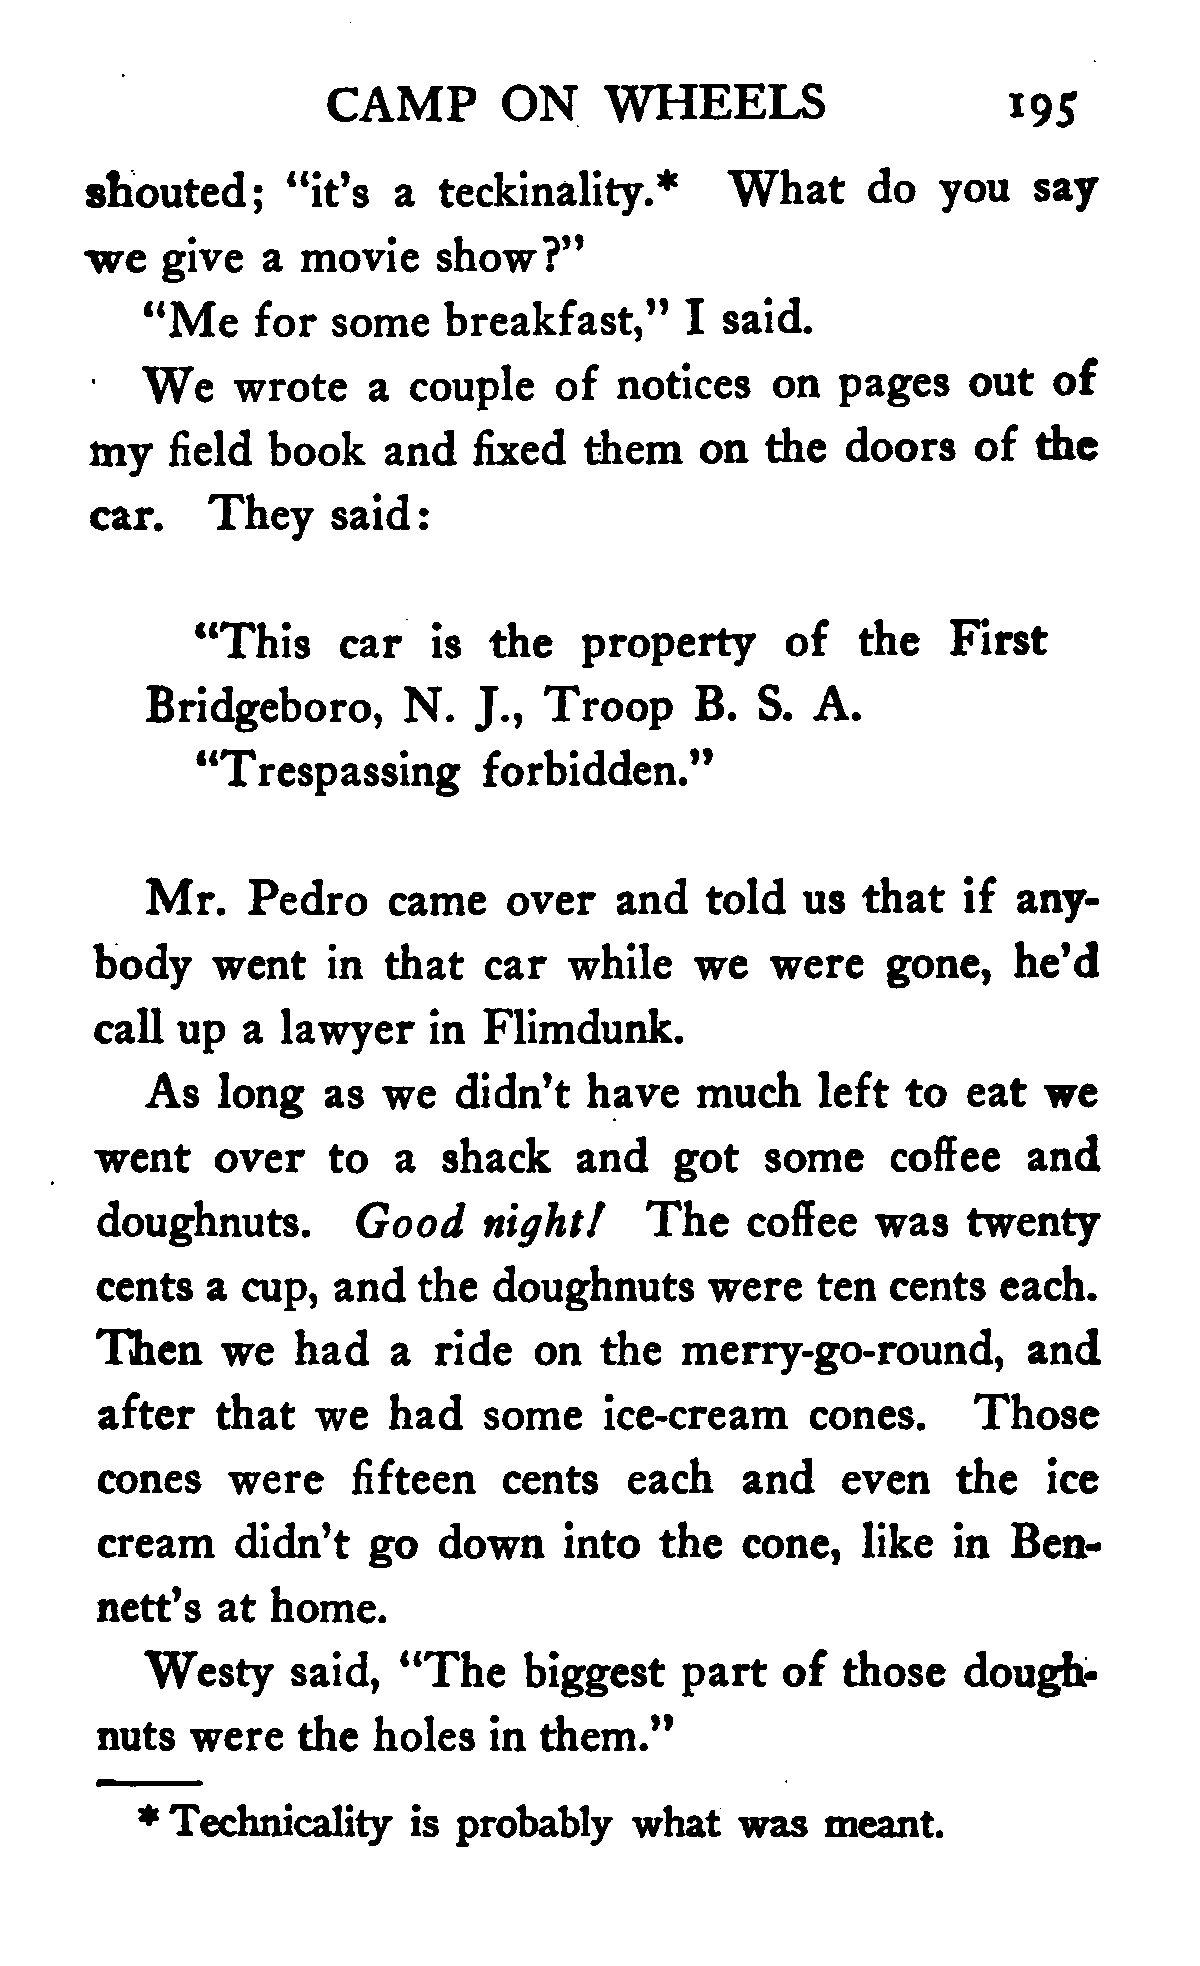 CAMP ON WHEELS 195
shouted; "it's a teckinality.* What do you say
we give a movie show?"
"Me for some breakfast," I said.
We wrote a couple of notices on pages out of
my field book and fixed them on the doors of the
car. They said:
"This car is the property of the First
Bridgeboro, N. J., Troop B. S. A.
"Trespassing forbidden."
Mr. Pedro came over and told us that if any-
body went in that car while we were gone, he'd
call up a lawyer in Flimdunk.
As long as we didn't have much left to eat we
went over to a shack and got some coffee and
doughnuts. Good night! The coffee was twenty
cents a cup, and the doughnuts were ten cents each.
Then we had a ride on the merry-go-round, and
after that we had some ice-cream cones. Those
cones were fifteen cents each and even the ice
cream didn't go down into the cone, like in Ben-
nett's at home.
Westy said, "The biggest part of those dough-
nuts were the holes in them."
* Technicality is probably what was meant.